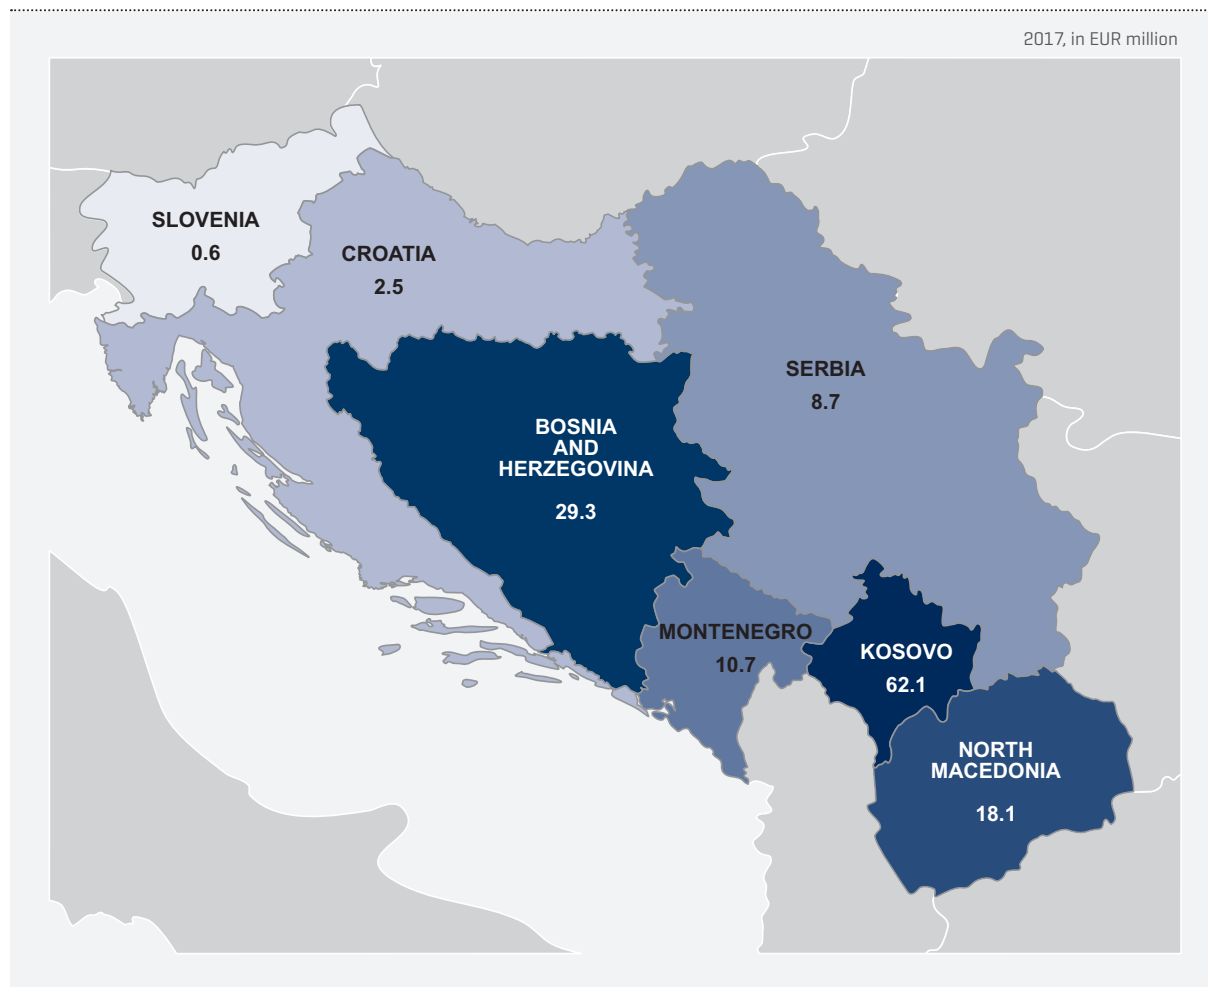 2017, in EUR million
SLOVENIA
0.6
CROATIA
2.5
SERBIA
8.7
BOSNIA
AND
HERZEGOVINA
29.3
MONTENEGRO
10.7
KOSOVO
62.1
NORTH
MACEDONIA
18.1